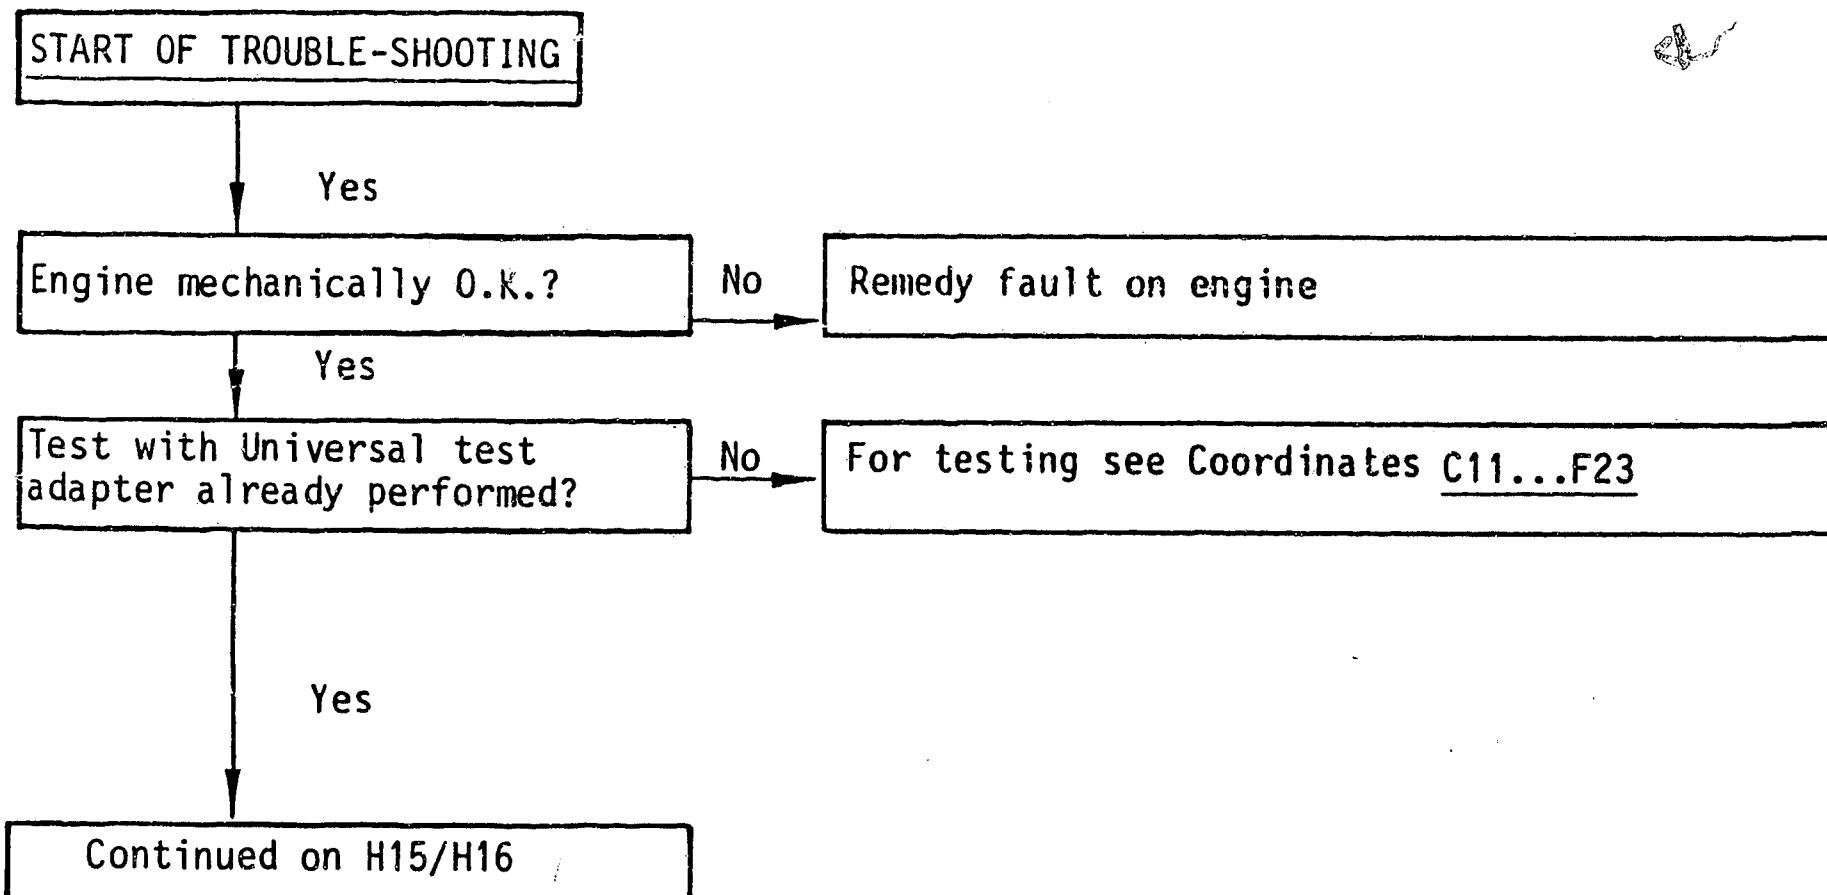 START OF TROUBLE-SHOOTING
Yes
Engine mechanically O.K.?
No
Remedy fault on engine
Yes
Test with Universal test
adapter already performed?
No
For testing see Coordinates C11...F23
Yes
Continued on H15/H16